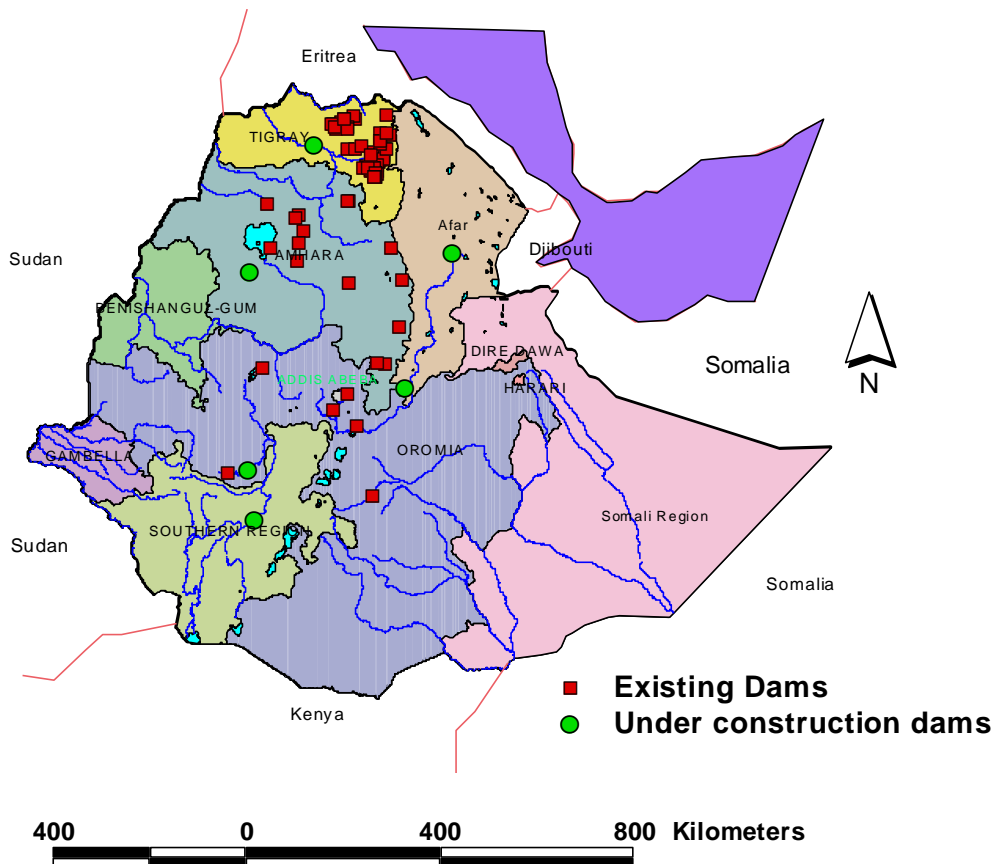 Eritrea
TIGRAY
Afar
Sudan
AMHARA
Djibouti
BENISHANGUL-GUM
DIRE DAWA
Somalia
ADDIS ABEBA
HARARI
N
GAMBELLA
OROMIA
Somali Region
SOUTHERN REGION
Sudan
Somalia
Existing Dams
Kenya
Under construction dams
400 0 400 800 Kilometers